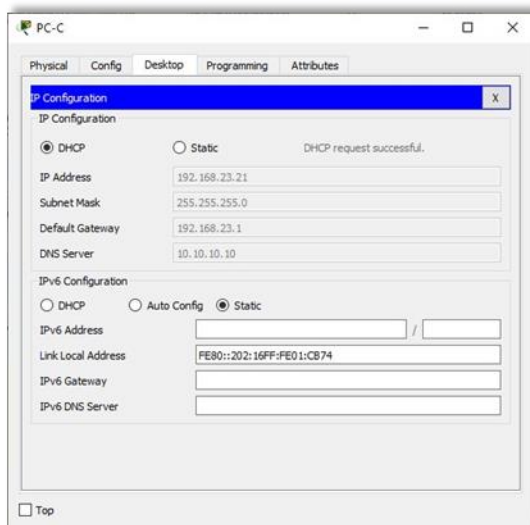 PC-C
Physical Config Desktop Programming Attributes
IP Configuration X
IP Configuration
DHCP Static DHCP request successful.
IP Address 192.168.23.21
Subnet Mask 255.255.255.0
Default Gateway 192.168.23.1
DNS Server 10.10.10.10
IPv6 Configuration
DHCP Auto Config Static
IPv6 Address /
Link Local Address FE80::202:16FF:FE01:CB74
IPv6 Gateway
IPv6 DNS Server
Top